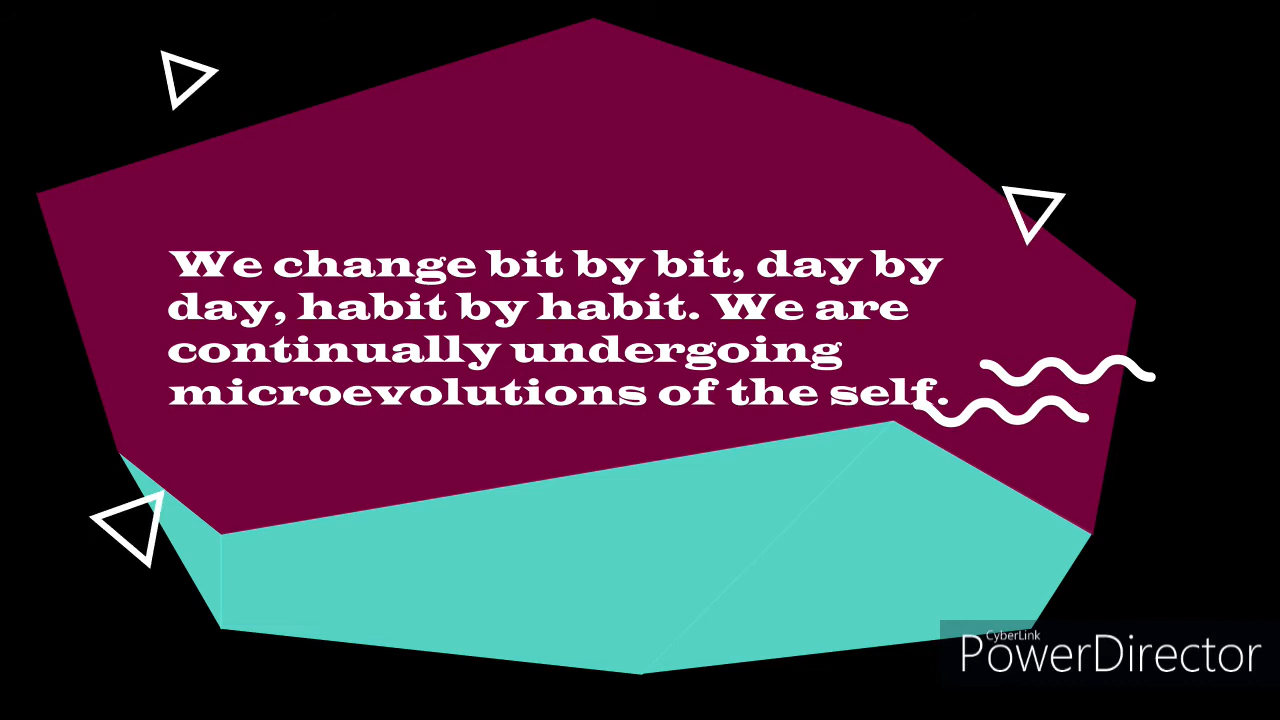 We change bit by bit, day by
day, habit by habit. We are
continually undergoing
microevolutions of the self.
CyberLink
PowerDirector